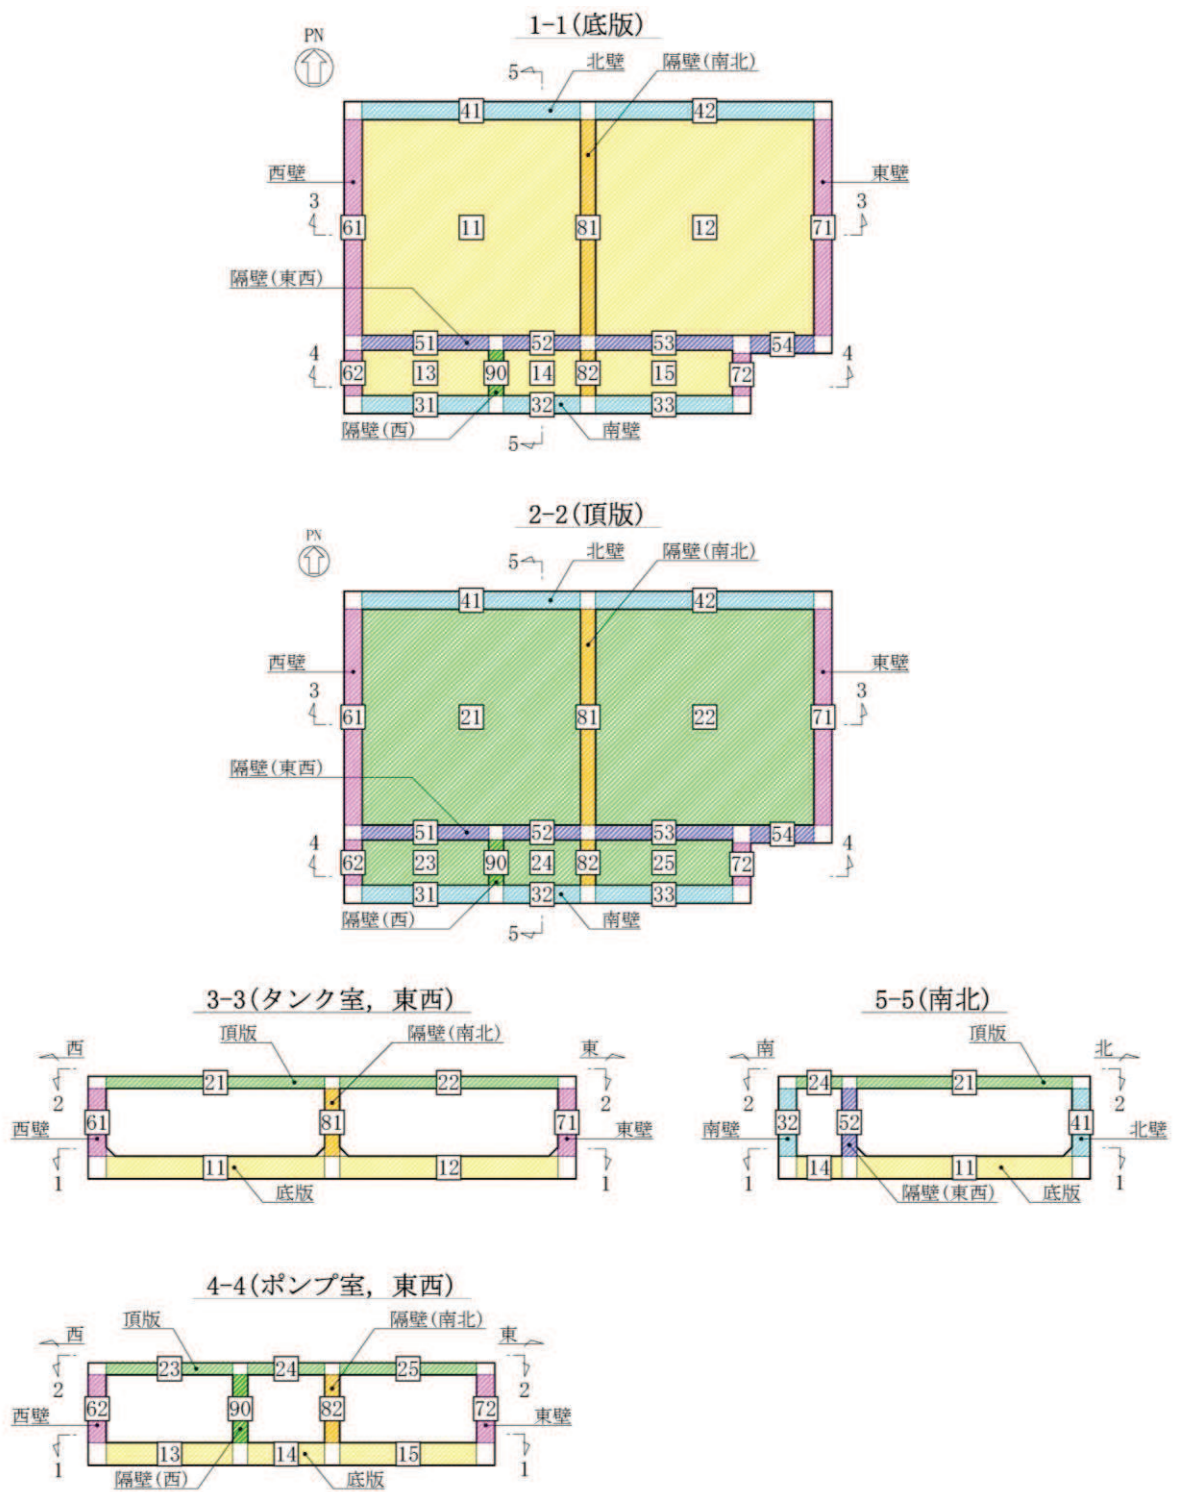 1-1(底版)
PN
5
北壁
隔壁(南北)
41
42
西壁
東壁
3
3
61
11
81
12
71
隔壁(東西)
51
52
53
54
4
4
62
13
90
14
82
15
72
31
32
33
隔壁(西)
南壁
5
2-2(頂版)
PN
5
北壁
隔壁(南北)
41
42
西壁
東壁
3
3
61
21
81
22
71
隔壁(東西)
51
52
53
54
4
4
62
23
90
24
82
25
72
31
32
33
隔壁(西)
南壁
5
3-3(タンク室, 東西)
頂版
隔壁(南北)
西
東
21
22
2
2
61
81
71
西壁
東壁
11
12
1
1
底版
5-5(南北)
頂版
南
北
24
21
2
2
32
52
41
南壁
北壁
14
11
1
1
隔壁(東西)
底版
4-4(ポンプ室, 東西)
頂版
隔壁(南北)
西
東
23
24
25
2
2
62
90
82
72
西壁
東壁
13
14
15
1
1
隔壁(西)
底版